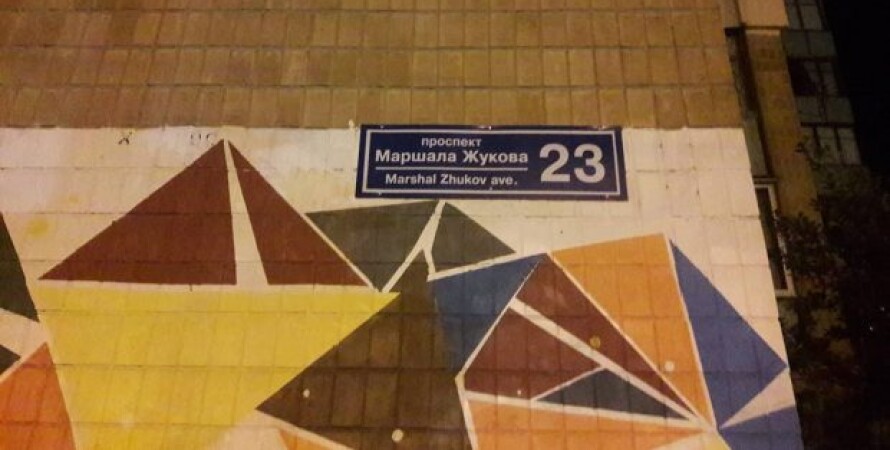 проспект
Маршала Жукова
Marshal Zhukov ave.
23